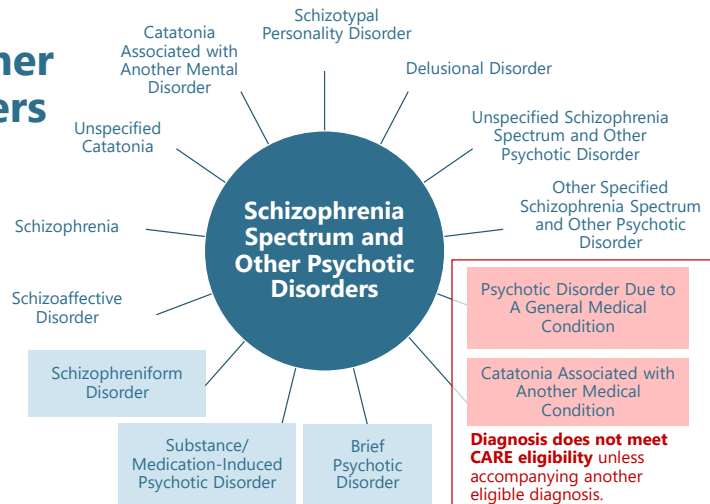 ner
ers
Schizotypal
Personality Disorder
Catatonia
Associated with
Another Mental
Disorder
Delusional Disorder
Unspecified
Catatonia
Unspecified Schizophrenia
Spectrum and Other
Psychotic Disorder
Schizophrenia
Other Specified
Schizophrenia Spectrum
and Other Psychotic
Disorder
Schizophrenia
Spectrum and
Other Psychotic
Disorders
Schizoaffective
Disorder
Psychotic Disorder Due to
A General Medical
Condition
Schizophreniform
Disorder
Catatonia Associated with
Another Medical
Condition
Substance/
Medication-Induced
Psychotic Disorder
Brief
Psychotic
Disorder
Diagnosis does not meet
CARE eligibility unless
accompanying another
eligible diagnosis.